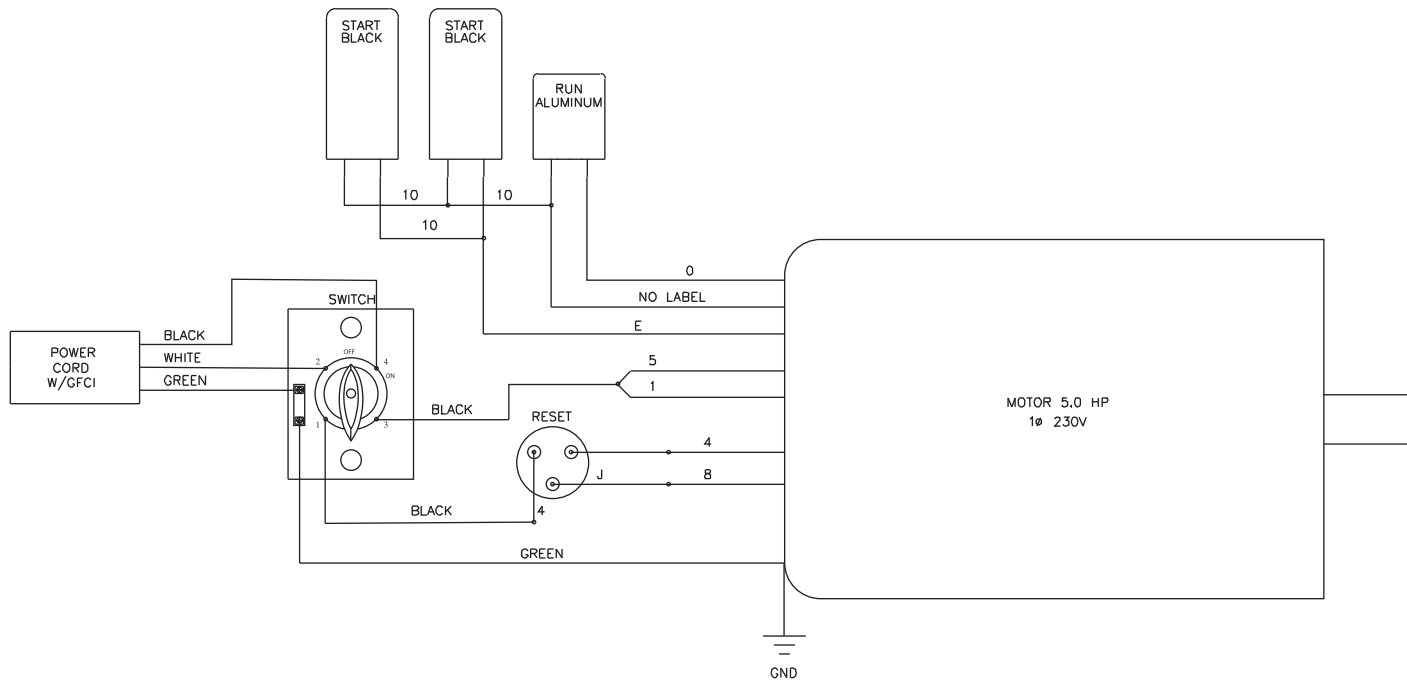 START
BLACK
START
BLACK
RUN
ALUMINUM
10
10
10
O
NO LABEL
E
SWITCH
BLACK
WHITE
GREEN
POWER
CORD
W/GFCI
OFF
2
4
ON
1
3
BLACK
5
1
RESET
4
J
8
4
BLACK
GREEN
MOTOR 5.0 HP
1ø 230V
GND